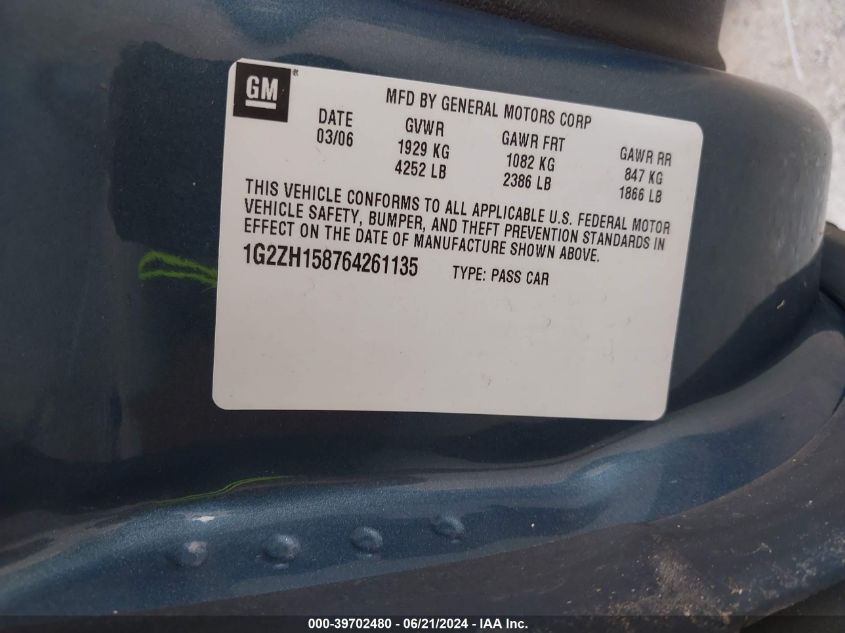 GM ®
MFD BY GENERAL MOTORS CORP
DATE GVWR GAWR FRT GAWR RR
03/06 1929 KG 1082 KG 847 KG
4252 LB 2386 LB 1866 LB
THIS VEHICLE CONFORMS TO ALL APPLICABLE U.S. FEDERAL MOTOR
VEHICLE SAFETY, BUMPER, AND THEFT PREVENTION STANDARDS IN
EFFECT ON THE DATE OF MANUFACTURE SHOWN ABOVE.
1G2ZH158764261135 TYPE: PASS CAR
000-39702480 - 06/21/2024 - IAA Inc.